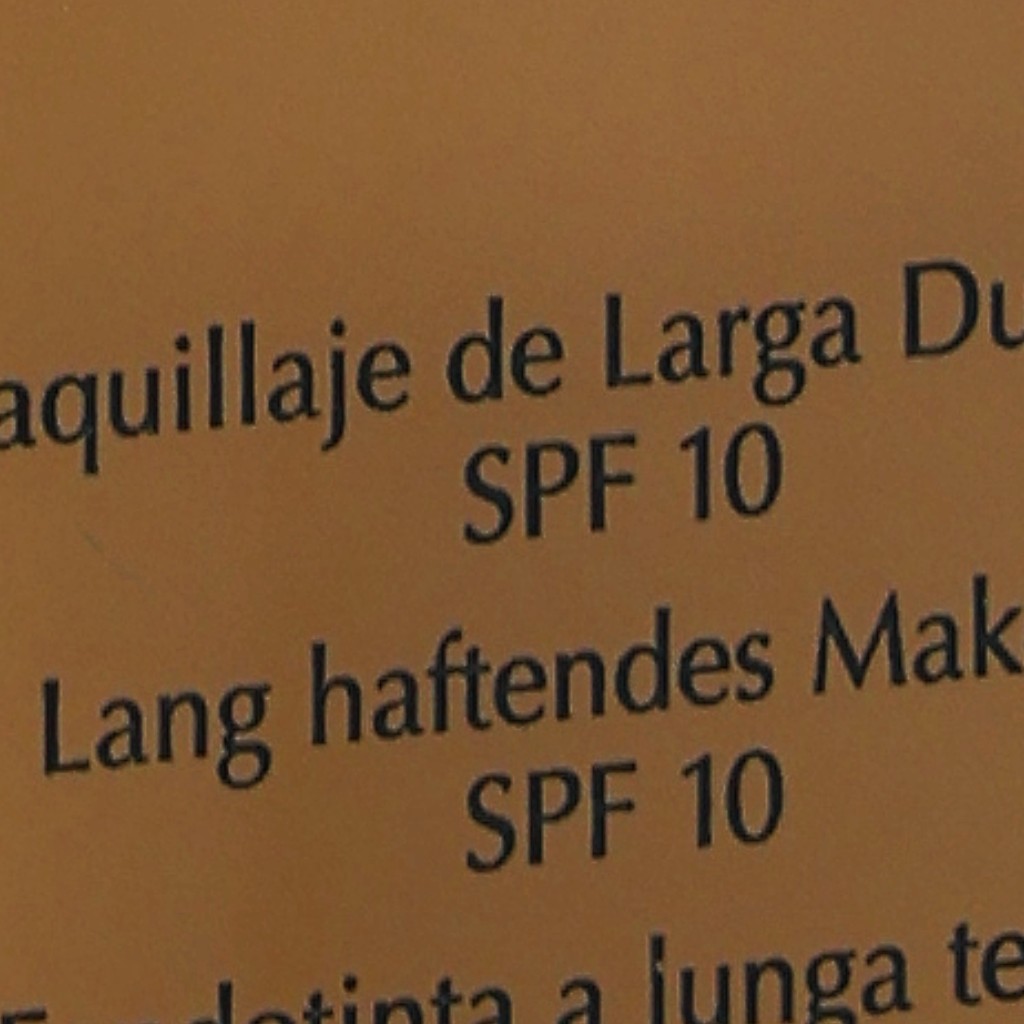 aquillaje de Larga Du
SPF 10
Lang haftendes Mak
SPF 10
a lunga te